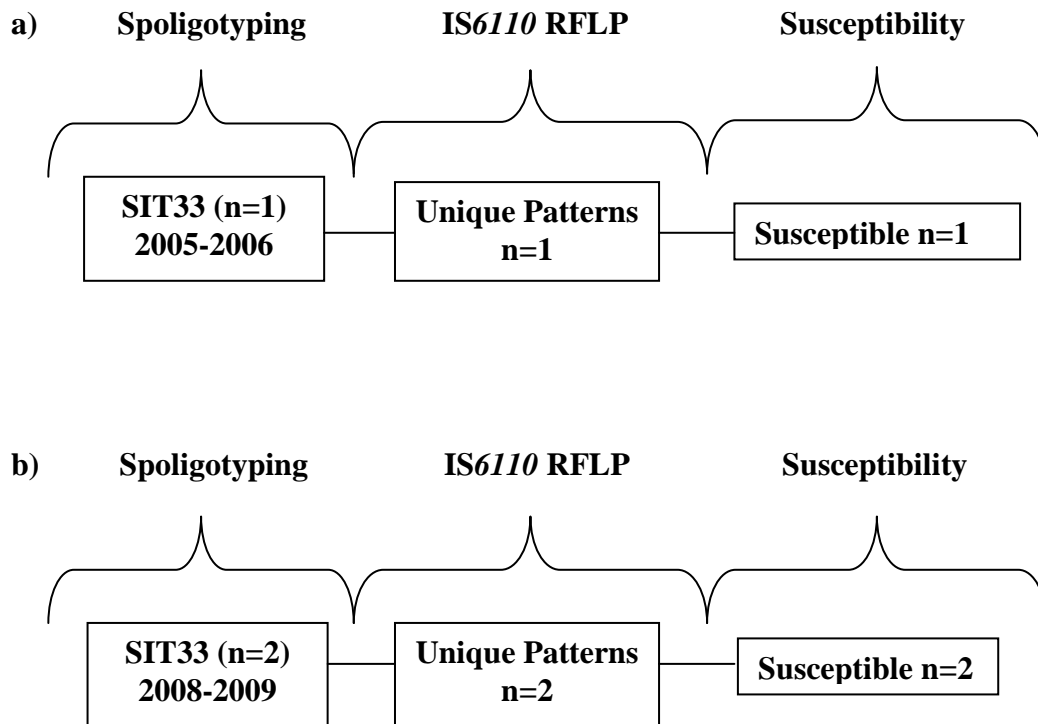 a) Spoligotyping IS6110 RFLP Susceptibility
SIT33 (n=1)
2005-2006
Unique Patterns
n=1
Susceptible n=1
b) Spoligotyping IS6110 RFLP Susceptibility
SIT33 (n=2)
2008-2009
Unique Patterns
n=2
Susceptible n=2